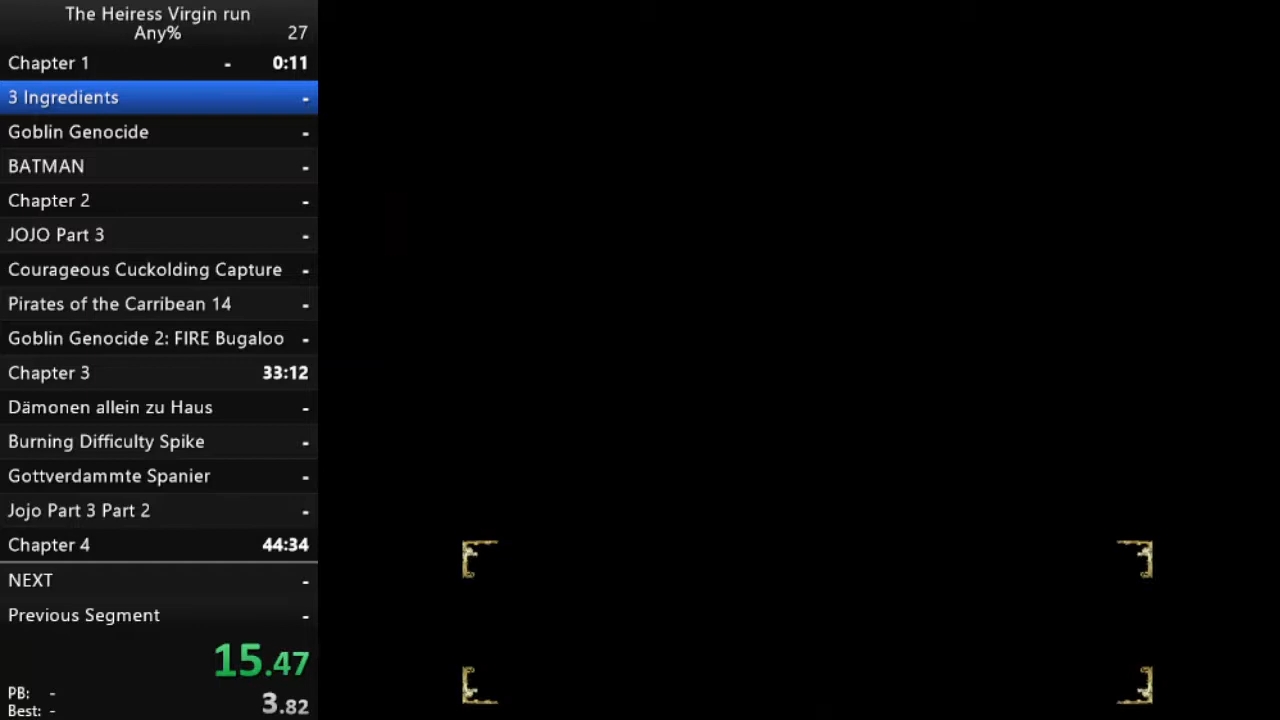 The Heiress Virgin run
Any% 27
Chapter 1 - 0:11
3 Ingredients -
Goblin Genocide -
BATMAN -
Chapter 2 -
JOJO Part 3 -
Courageous Cuckolding Capture -
Pirates of the Carribean 14 -
Goblin Genocide 2: FIRE Bugaloo -
Chapter 3 33:12
Dämonen allein zu Haus -
Burning Difficulty Spike -
Gottverdammte Spanier -
Jojo Part 3 Part 2 -
Chapter 4 44:34
NEXT -
Previous Segment -
15.47
PB: -
Best: - 3.82